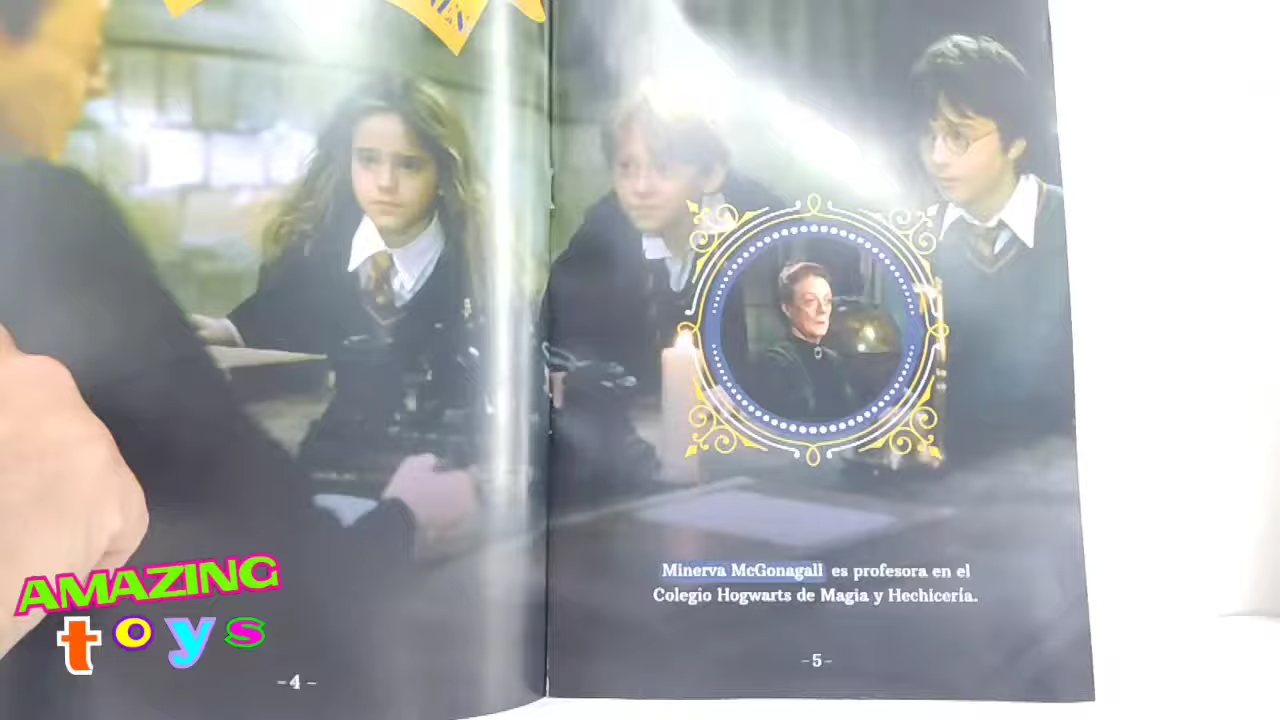 Minerva McGonagall es profesora en el
Colegio Hogwarts de Magia y Hechicería.
-4-
-5-
AMAZING
toys